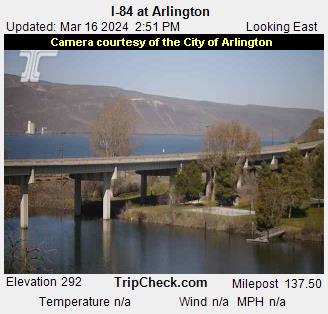 I-84 at Arlington
Updated: Mar 16 2024 2:51 PM Looking East
Camera courtesy of the City of Arlington
Elevation 292 TripCheck.com Milepost 137.50
Temperature n/a Wind n/a MPH n/a